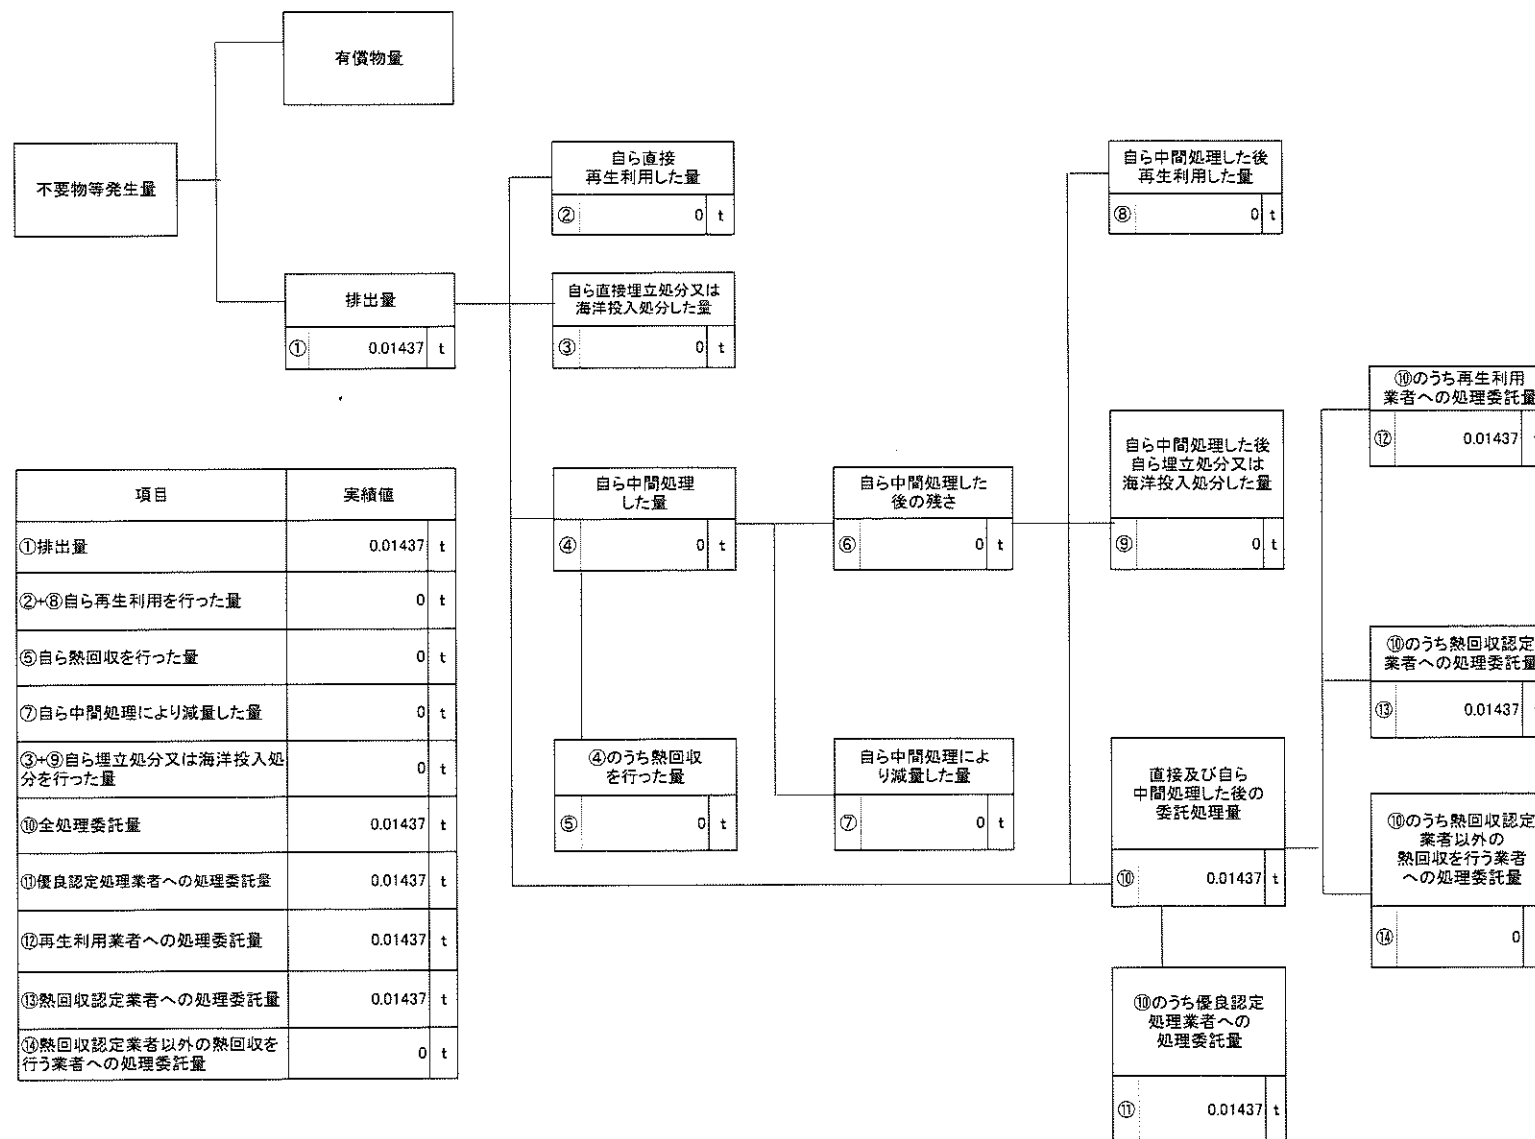 有償物量
不要物等発生量
排出量
① 0.01437 t
自ら直接
再生利用した量
② 0 t
自ら直接埋立処分又は
海洋投入処分した量
③ 0 t
自ら中間処理
した量
④ 0 t
④のうち熱回収
を行った量
⑤ 0 t
自ら中間処理した
後の残さ
⑥ 0 t
自ら中間処理によ
り減量した量
⑦ 0 t
自ら中間処理した後
再生利用した量
⑧ 0 t
自ら中間処理した後
自ら埋立処分又は
海洋投入処分した量
⑨ 0 t
直接及び自ら
中間処理した後の
委託処理量
⑩ 0.01437 t
⑩のうち優良認定
処理業者への
処理委託量
⑪ 0.01437 t
⑩のうち再生利用
業者への処理委託量
⑫ 0.01437
⑩のうち熱回収認定
業者への処理委託量
⑬ 0.01437
⑩のうち熱回収認定
業者以外の
熱回収を行う業者
への処理委託量
⑭ 0
項目 実績値
①排出量 0.01437 t
②+⑧自ら再生利用を行った量 0 t
⑤自ら熱回収を行った量 0 t
⑦自ら中間処理により減量した量 0 t
③+⑨自ら埋立処分又は海洋投入処
分を行った量 0 t
⑩全処理委託量 0.01437 t
⑪優良認定処理業者への処理委託量 0.01437 t
⑫再生利用業者への処理委託量 0.01437 t
⑬熱回収認定業者への処理委託量 0.01437 t
⑭熱回収認定業者以外の熱回収を
行う業者への処理委託量 0 t